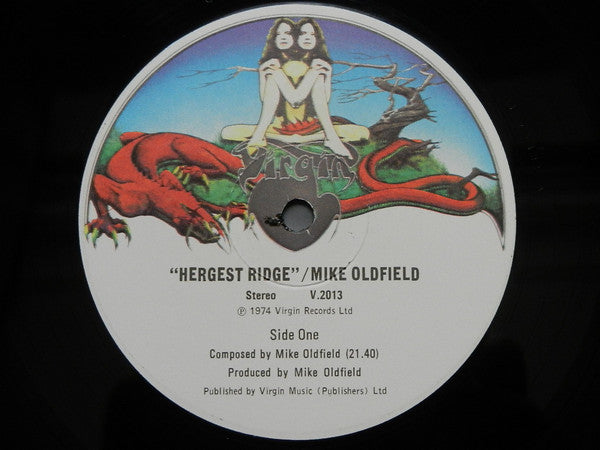 Virgin
"HERGEST RIDGE"/MIKE OLDFIELD
Stereo V.2013
℗ 1974 Virgin Records Ltd
Side One
Composed by Mike Oldfield (21.40)
Produced by Mike Oldfield
Published by Virgin Music (Publishers) Ltd